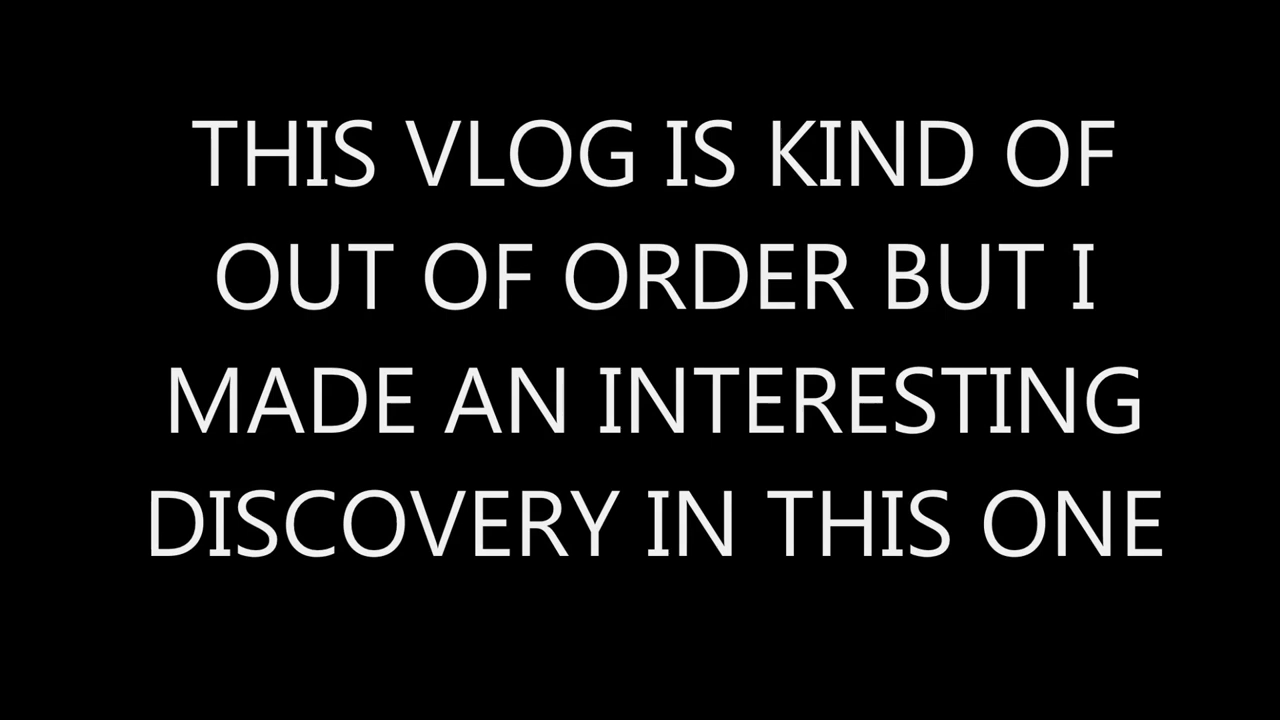 THIS VLOG IS KIND OF
OUT OF ORDER BUT I
MADE AN INTERESTING
DISCOVERY IN THIS ONE